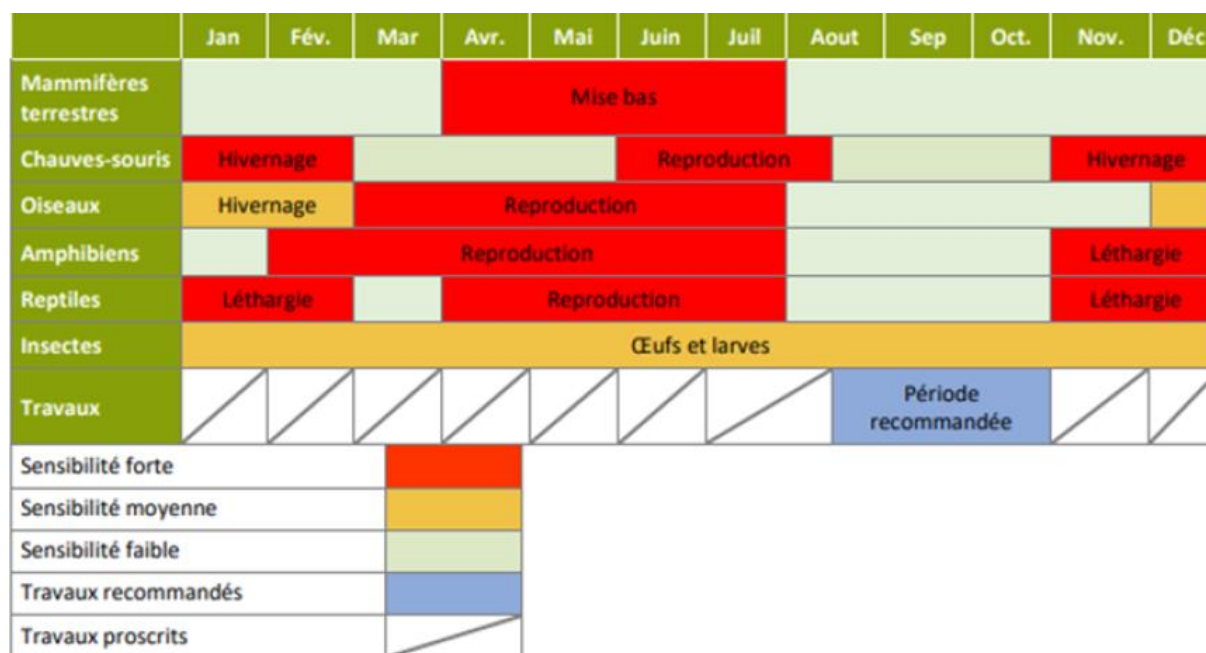 Jan Fév. Mar Avr. Mai Juin Juil Aout Sep Oct. Nov. Déc
Mammifères
terrestres
Mise bas
Chauves-souris Hivernage Reproduction Hivernage
Oiseaux Hivernage Reproduction
Amphibiens Reproduction Léthargie
Reptiles Léthargie Reproduction Léthargie
Insectes Œufs et larves
Travaux
Période
recommandée
Sensibilité forte
Sensibilité moyenne
Sensibilité faible
Travaux recommandés
Travaux proscrits